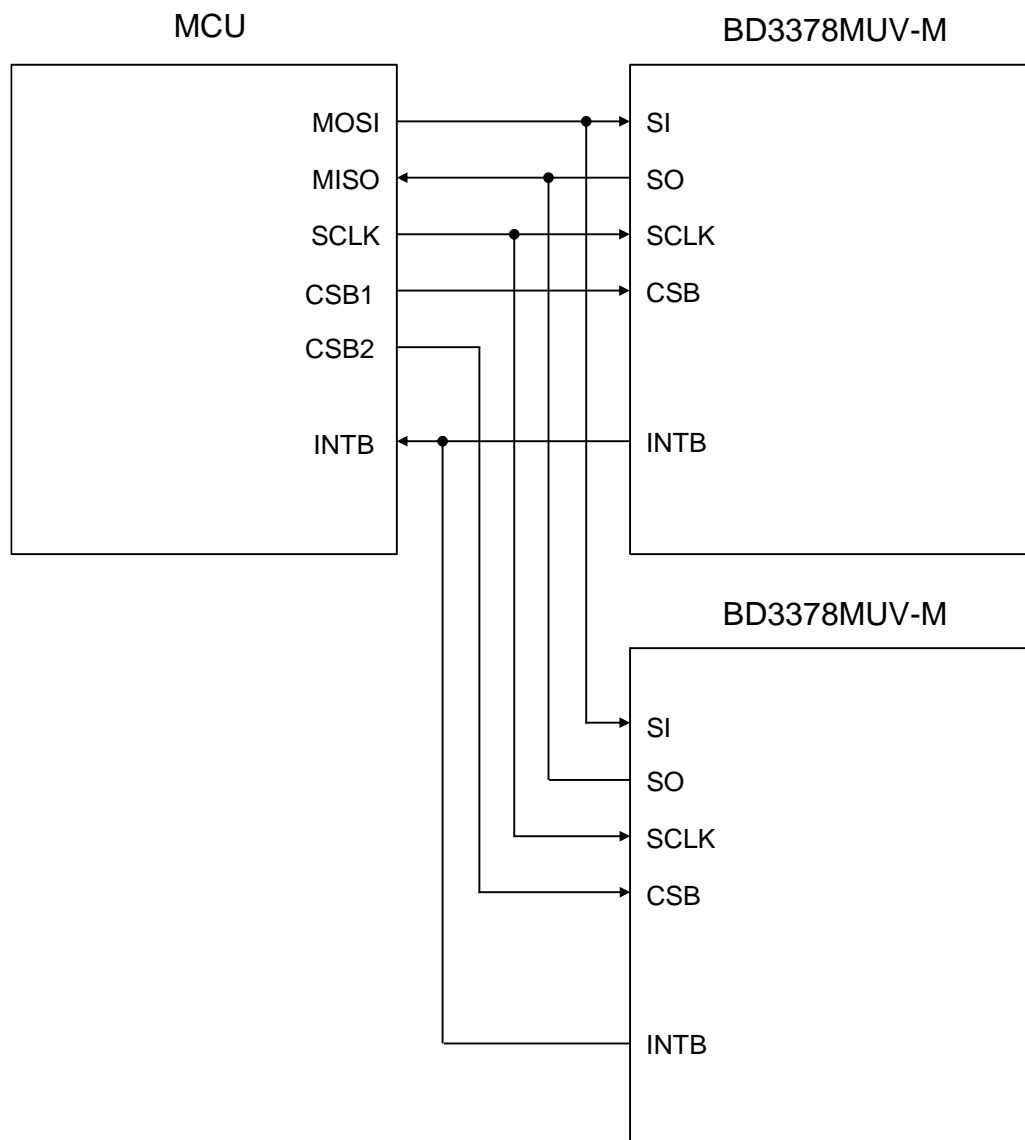 MCU
BD3378MUV-M
MOSI
SI
MISO
SO
SCLK
SCLK
CSB1
CSB
CSB2
INTB
INTB
BD3378MUV-M
SI
SO
SCLK
CSB
INTB